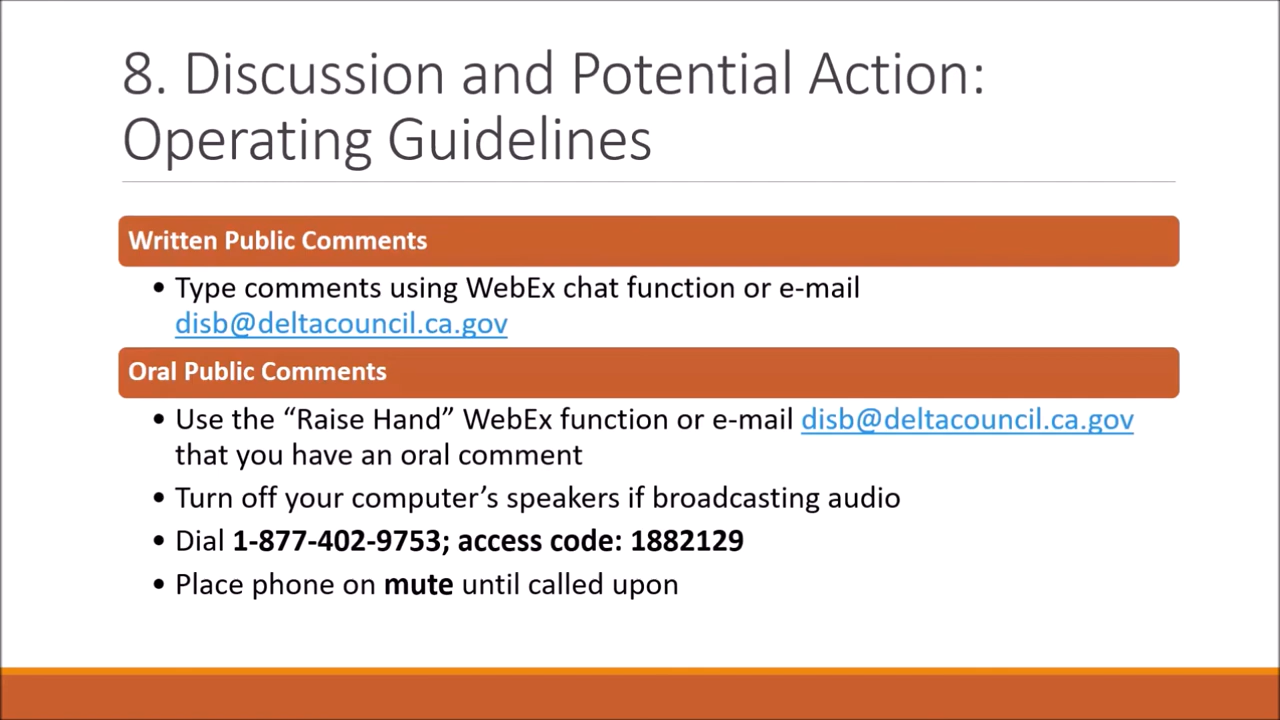 8. Discussion and Potential Action:
Operating Guidelines
Written Public Comments
• Type comments using WebEx chat function or e-mail
disb@deltacouncil.ca.gov
Oral Public Comments
• Use the “Raise Hand” WebEx function or e-mail disb@deltacouncil.ca.gov
that you have an oral comment
• Turn off your computer’s speakers if broadcasting audio
• Dial 1-877-402-9753; access code: 1882129
• Place phone on mute until called upon